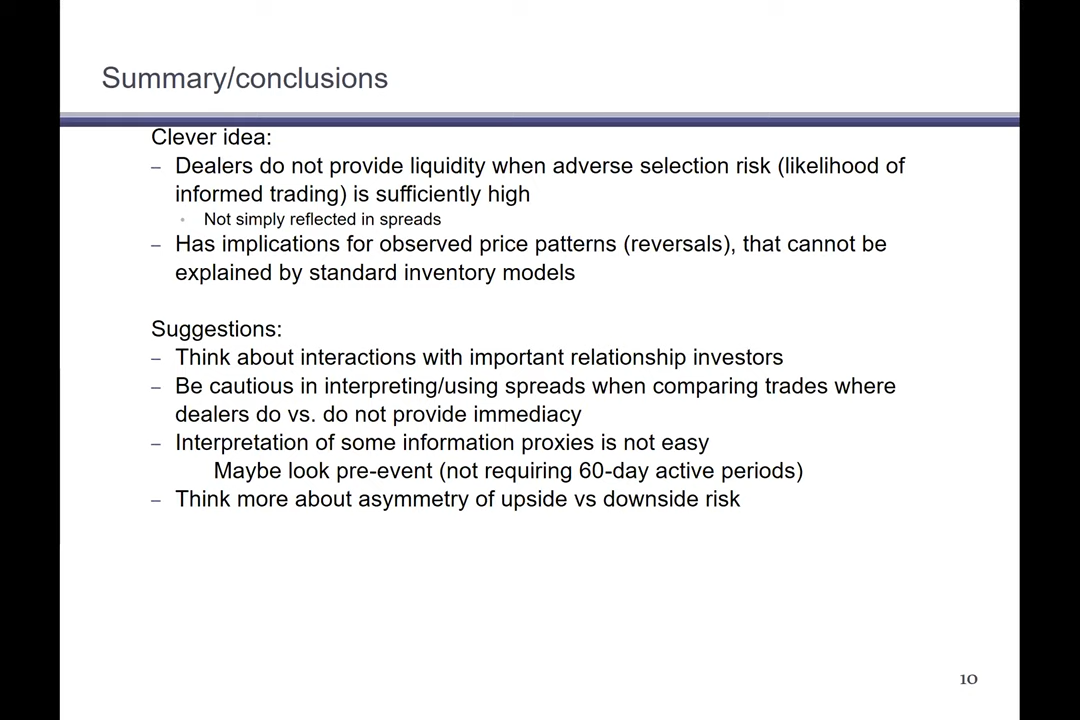 Summary/conclusions
Clever idea:
– Dealers do not provide liquidity when adverse selection risk (likelihood of
informed trading) is sufficiently high
• Not simply reflected in spreads
– Has implications for observed price patterns (reversals), that cannot be
explained by standard inventory models
Suggestions:
– Think about interactions with important relationship investors
– Be cautious in interpreting/using spreads when comparing trades where
dealers do vs. do not provide immediacy
– Interpretation of some information proxies is not easy
Maybe look pre-event (not requiring 60-day active periods)
– Think more about asymmetry of upside vs downside risk
10